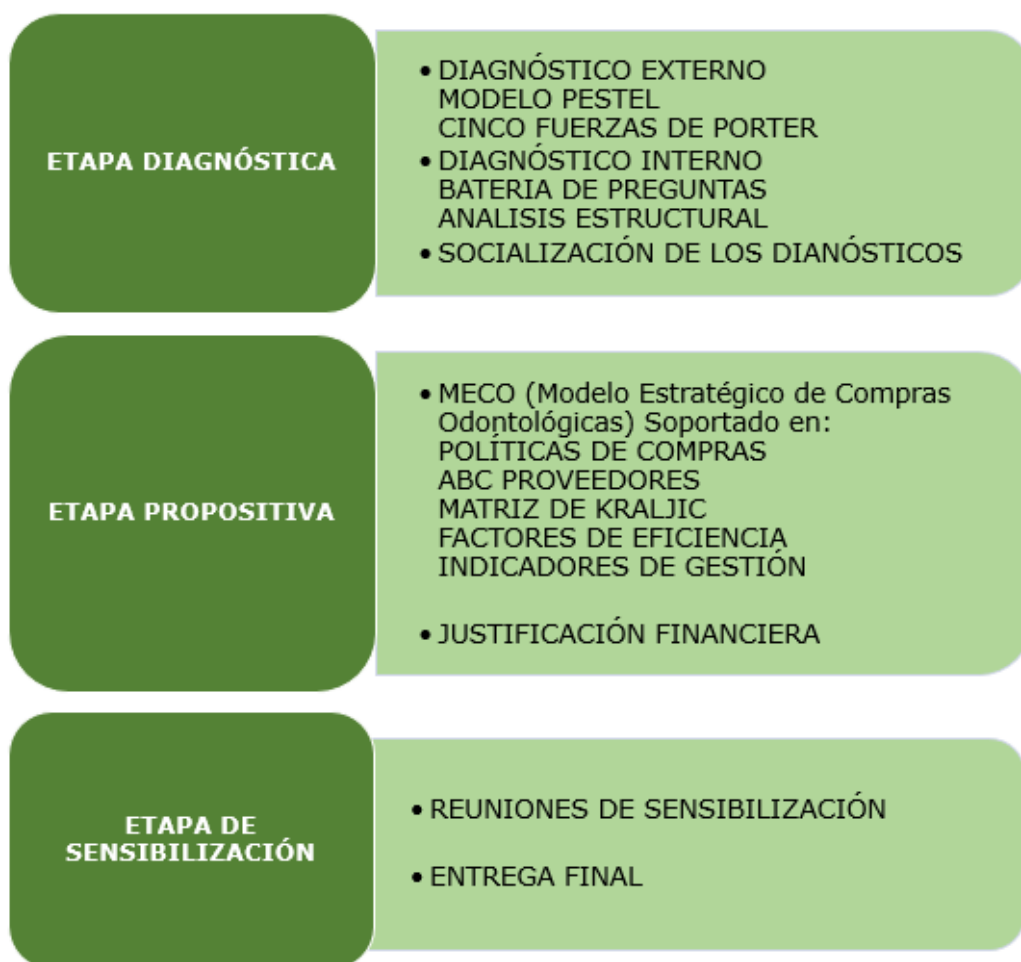 ETAPA DIAGNÓSTICA
• DIAGNÓSTICO EXTERNO
MODELO PESTEL
CINCO FUERZAS DE PORTER
• DIAGNÓSTICO INTERNO
BATERIA DE PREGUNTAS
ANALISIS ESTRUCTURAL
• SOCIALIZACIÓN DE LOS DIANÓSTICOS
ETAPA PROPOSITIVA
• MECO (Modelo Estratégico de Compras
Odontológicas) Soportado en:
POLÍTICAS DE COMPRAS
ABC PROVEEDORES
MATRIZ DE KRALJIC
FACTORES DE EFICIENCIA
INDICADORES DE GESTIÓN
• JUSTIFICACIÓN FINANCIERA
ETAPA DE
SENSIBILIZACIÓN
• REUNIONES DE SENSIBILIZACIÓN
• ENTREGA FINAL